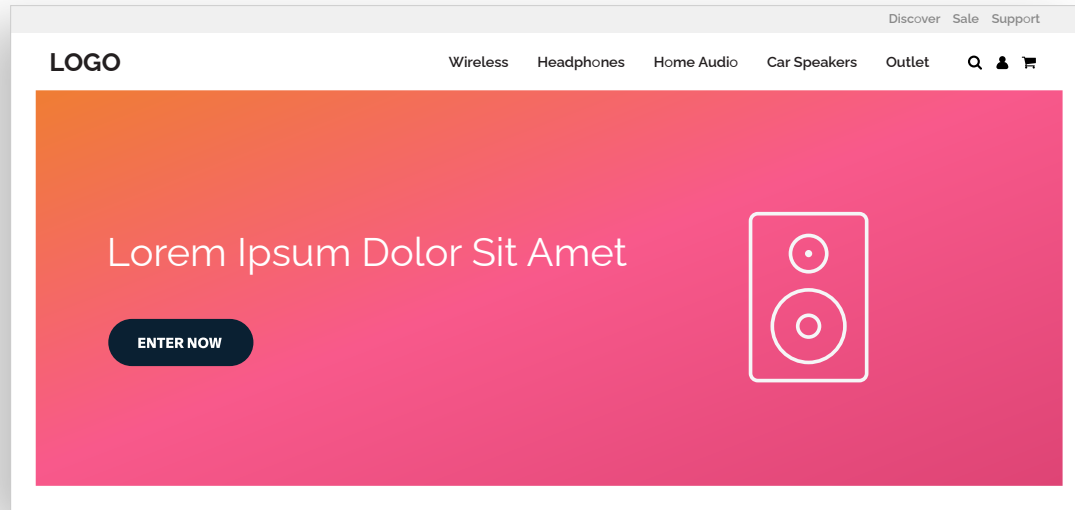 Discover Sale Support
LOGO Wireless Headphones Home Audio Car Speakers Outlet
Lorem Ipsum Dolor Sit Amet
ENTER NOW